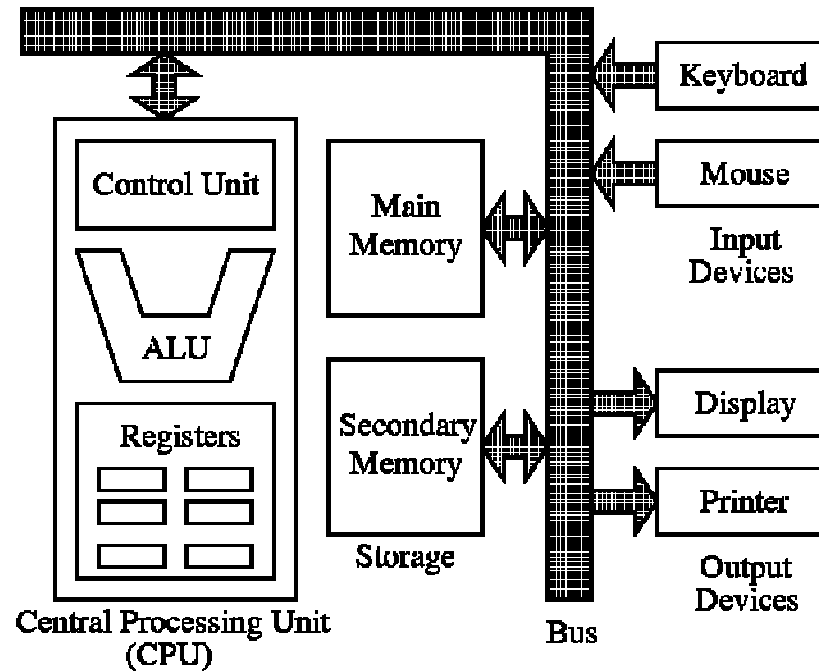 Control Unit
ALU
Registers
Central Processing Unit
(CPU)
Main
Memory
Secondary
Memory
Storage
Bus
Keyboard
Mouse
Input
Devices
Display
Printer
Output
Devices